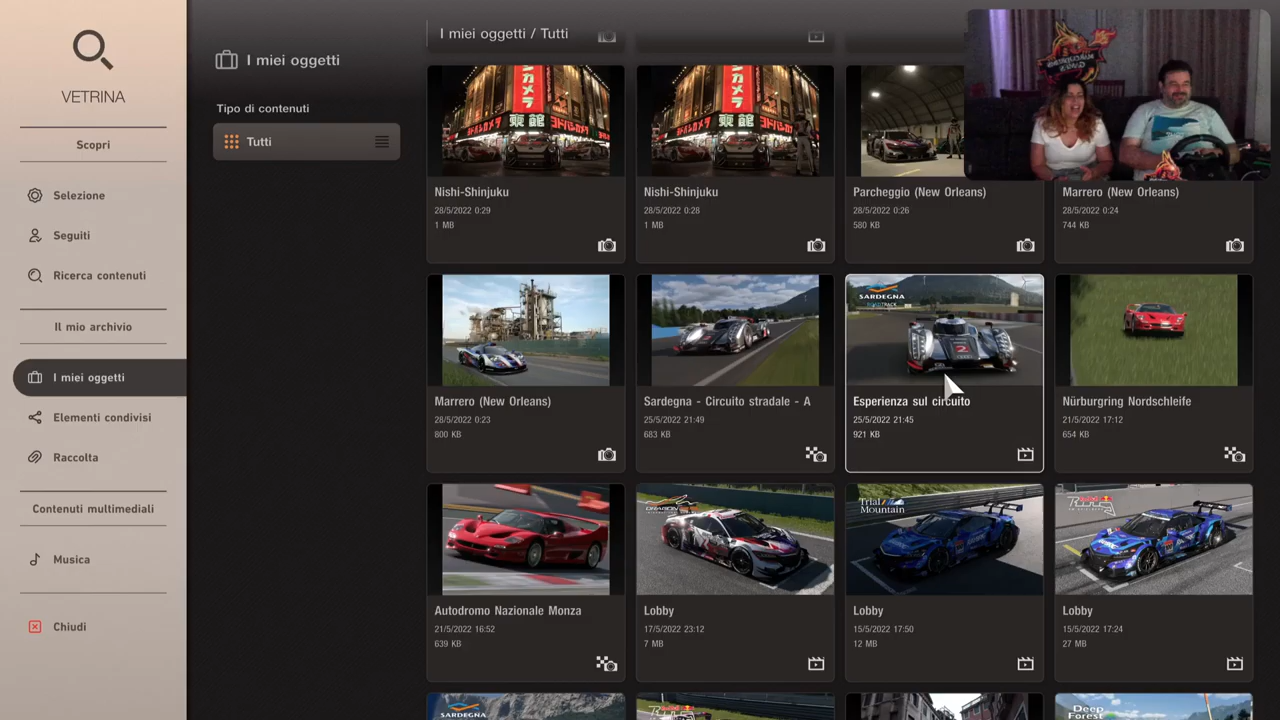 VETRINA
Scopri
Selezione
Seguiti
Ricerca contenuti
Il mio archivio
I miei oggetti
Elementi condivisi
Raccolta
Contenuti multimediali
Musica
Chiudi
I miei oggetti
Tipo di contenuti
Tutti
I miei oggetti / Tutti
Nishi-Shinjuku
28/5/2022 0:29
1 MB
Nishi-Shinjuku
28/5/2022 0:28
1 MB
Parcheggio (New Orleans)
28/5/2022 0:26
580 KB
Marrero (New Orleans)
28/5/2022 0:24
744 KB
Marrero (New Orleans)
28/5/2022 0:23
800 KB
Sardegna - Circuito stradale - A
25/5/2022 21:49
683 KB
SARDEGNA
Esperienza sul circuito
25/5/2022 21:45
921 KB
Nürburgring Nordschleife
21/5/2022 17:12
654 KB
Autodromo Nazionale Monza
21/5/2022 16:52
639 KB
Lobby
17/5/2022 23:12
7 MB
Trial
Mountain
Lobby
15/5/2022 17:50
12 MB
Lobby
15/5/2022 17:24
27 MB
SARDEGNA
Deep
Forest